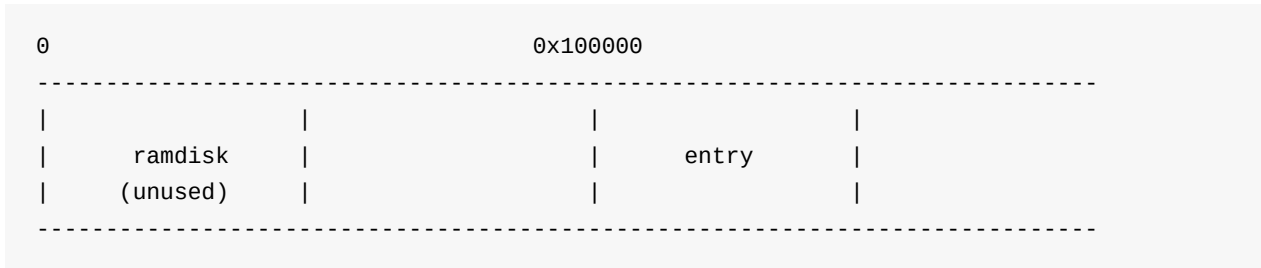 0                                   0x100000
-----------------------------------------------------------------------------
|                  |                    |                  |
|      ramdisk     |                    |      entry       |
|     (unused)     |                    |                  |
-----------------------------------------------------------------------------